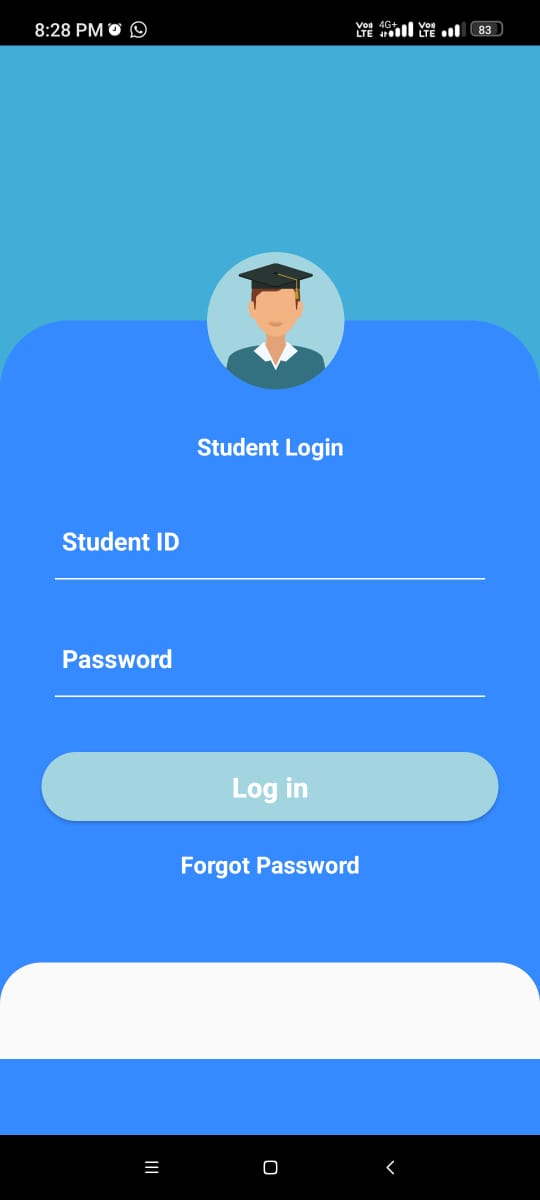 8:28 PM
Vo) LTE 4G+ Vo) LTE 83
Student Login
Student ID
Password
Log in
Forgot Password